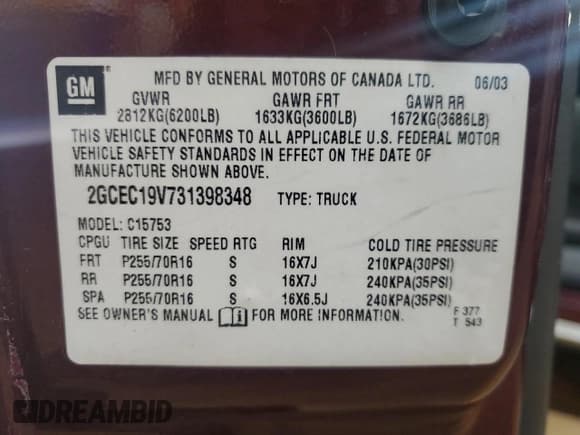 GM
MFD BY GENERAL MOTORS OF CANADA LTD. 06/03
GVWR GAWR FRT GAWR RR
2812KG(6200LB) 1633KG(3600LB) 1672KG(3686LB)
THIS VEHICLE CONFORMS TO ALL APPLICABLE U.S. FEDERAL MOTOR
VEHICLE SAFETY STANDARDS IN EFFECT ON THE DATE OF
MANUFACTURE SHOWN ABOVE.
2GCEC19V731398348 TYPE: TRUCK
MODEL: C15753
CPGU TIRE SIZE SPEED RTG RIM COLD TIRE PRESSURE
FRT P255/70R16 S 16X7J 210KPA(30PSI)
RR P255/70R16 S 16X7J 240KPA(35PSI)
SPA P255/70R16 S 16X6.5J 240KPA(35PSI)
SEE OWNER'S MANUAL i FOR MORE INFORMATION.
F 377
T 543
DREAMBID